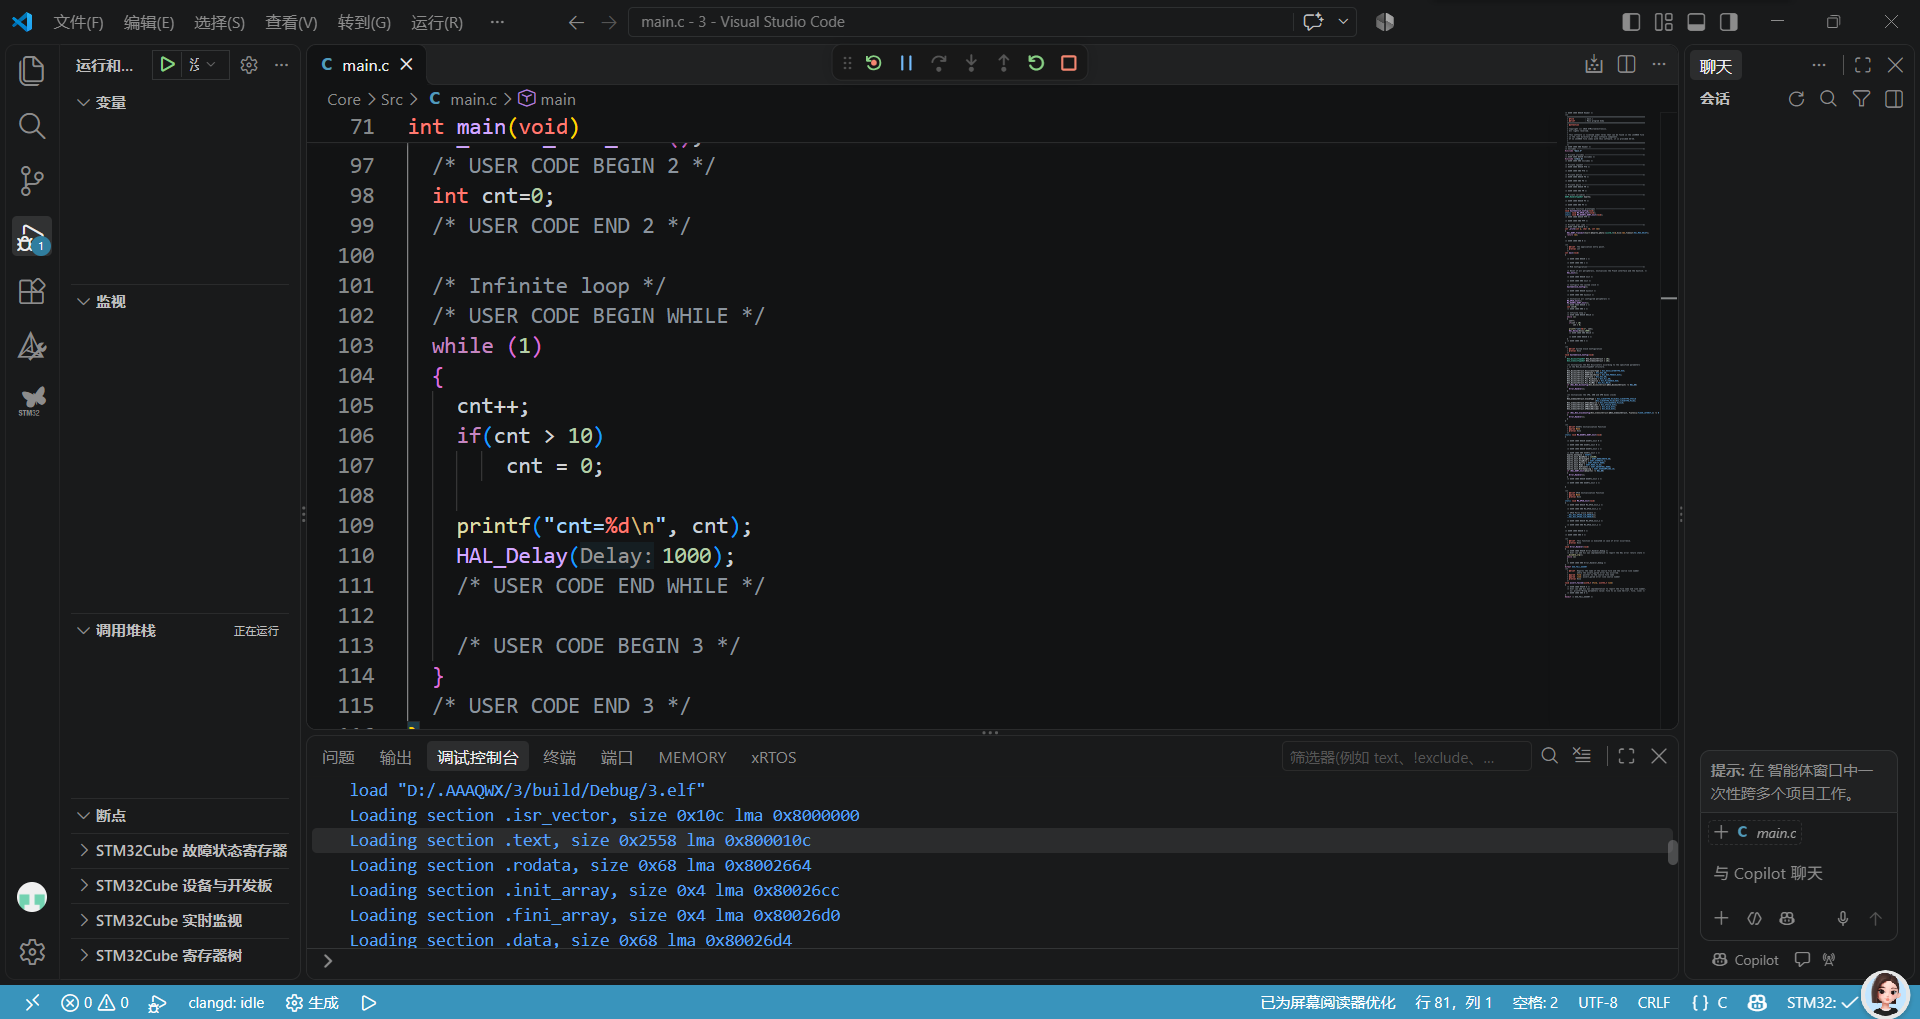 文件(F) 编辑(E) 选择(S) 查看(V) 转到(G) 运行(R) ··· main.c - 3 - Visual Studio Code
运行和... ···
变量
监视
调用堆栈 正在运行
断点
STM32Cube 故障状态寄存器
STM32Cube 设备与开发板
STM32Cube 实时监视
STM32Cube 寄存器树
1
STM32
C main.c
Core > Src > C main.c > main
71 int main(void)
97 /* USER CODE BEGIN 2 */
98 int cnt=0;
99 /* USER CODE END 2 */
100
101 /* Infinite loop */
102 /* USER CODE BEGIN WHILE */
103 while (1)
104 {
105 cnt++;
106 if(cnt > 10)
107 cnt = 0;
108
109 printf("cnt=%d\n", cnt);
110 HAL_Delay(Delay: 1000);
111 /* USER CODE END WHILE */
112
113 /* USER CODE BEGIN 3 */
114 }
115 /* USER CODE END 3 */
问题 输出 调试控制台 终端 端口 MEMORY xRTOS 筛选器(例如 text、!exclude、...
load "D:/.AAAQWX/3/build/Debug/3.elf"
Loading section .isr_vector, size 0x10c lma 0x8000000
Loading section .text, size 0x2558 lma 0x800010c
Loading section .rodata, size 0x68 lma 0x8002664
Loading section .init_array, size 0x4 lma 0x80026cc
Loading section .fini_array, size 0x4 lma 0x80026d0
Loading section .data, size 0x68 lma 0x80026d4
聊天
会话
提示: 在 智能体窗口中一
次性跨多个项目工作。
C main.c
与 Copilot 聊天
Copilot
0 0 clangd: idle 生成 已为屏幕阅读器优化 行 81，列 1 空格: 2 UTF-8 CRLF {} C STM32: